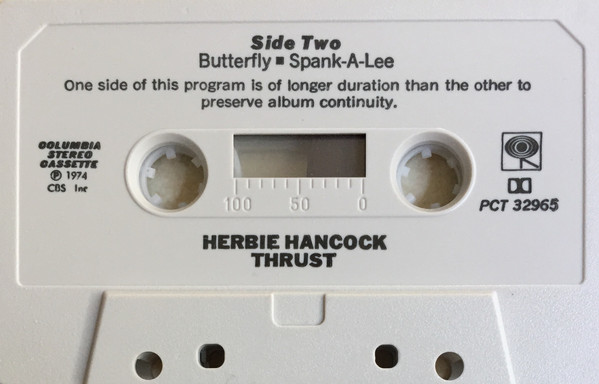 Side Two
Butterfly ■ Spank-A-Lee
One side of this program is of longer duration than the other to
preserve album continuity.
COLUMBIA
STEREO
CASSETTE
℗ 1974
CBS Inc
100 50 0
PCT 32965
HERBIE HANCOCK
THRUST